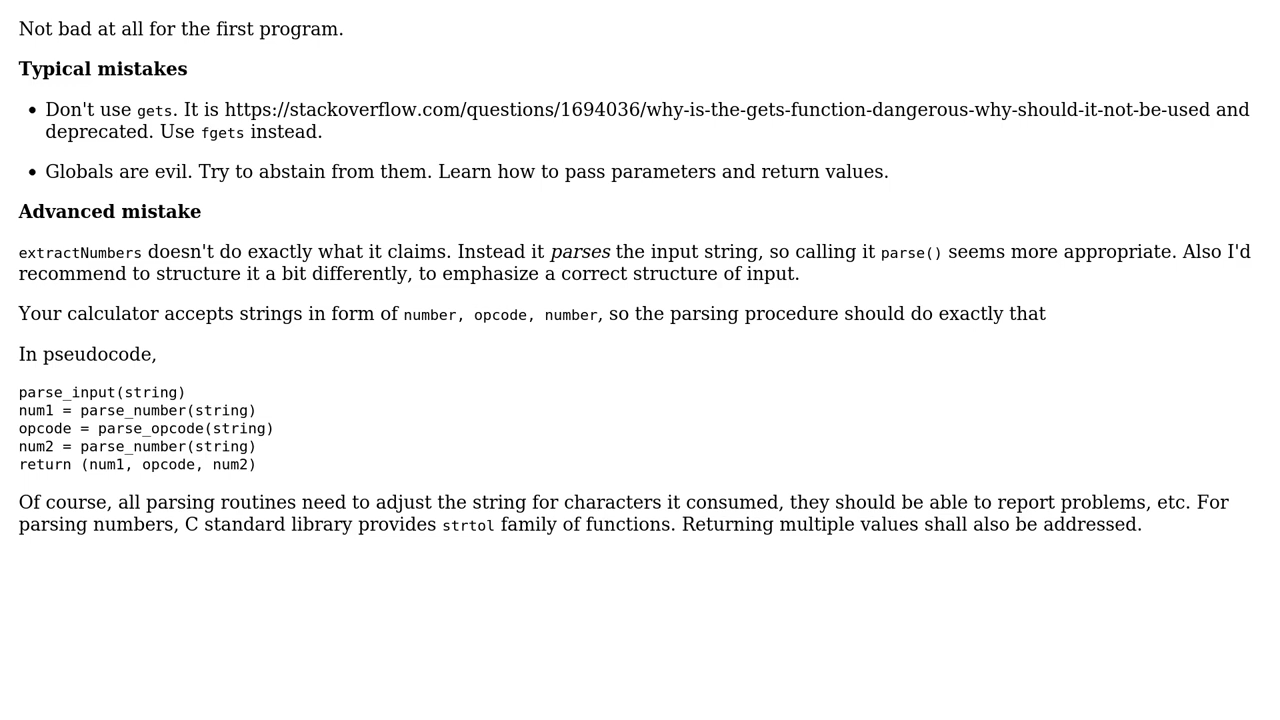 Not bad at all for the first program.
Typical mistakes
• Don't use gets. It is https://stackoverflow.com/questions/1694036/why-is-the-gets-function-dangerous-why-should-it-not-be-used and
deprecated. Use fgets instead.
• Globals are evil. Try to abstain from them. Learn how to pass parameters and return values.
Advanced mistake
extractNumbers doesn't do exactly what it claims. Instead it parses the input string, so calling it parse() seems more appropriate. Also I'd
recommend to structure it a bit differently, to emphasize a correct structure of input.
Your calculator accepts strings in form of number, opcode, number, so the parsing procedure should do exactly that
In pseudocode,
parse_input(string)
num1 = parse_number(string)
opcode = parse_opcode(string)
num2 = parse_number(string)
return (num1, opcode, num2)
Of course, all parsing routines need to adjust the string for characters it consumed, they should be able to report problems, etc. For
parsing numbers, C standard library provides strtol family of functions. Returning multiple values shall also be addressed.